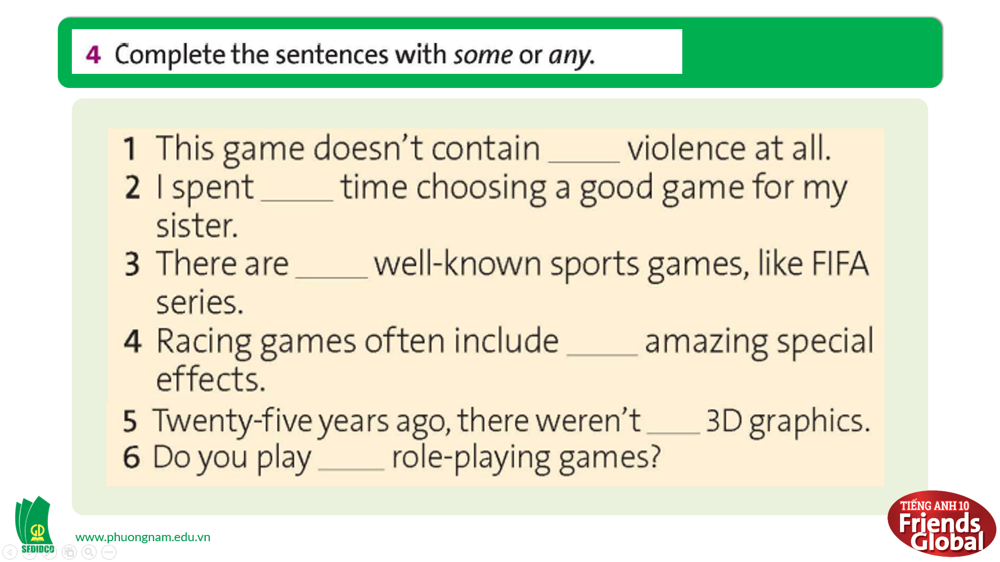 4 Complete the sentences with some or any.
1 This game doesn’t contain _____ violence at all.
2 I spent _____ time choosing a good game for my
sister.
3 There are _____ well-known sports games, like FIFA
series.
4 Racing games often include _____ amazing special
effects.
5 Twenty-five years ago, there weren’t ____ 3D graphics.
6 Do you play _____ role-playing games?
GD
SEDIDCO
www.phuongnam.edu.vn
TIẾNG ANH 10
Friends
Global